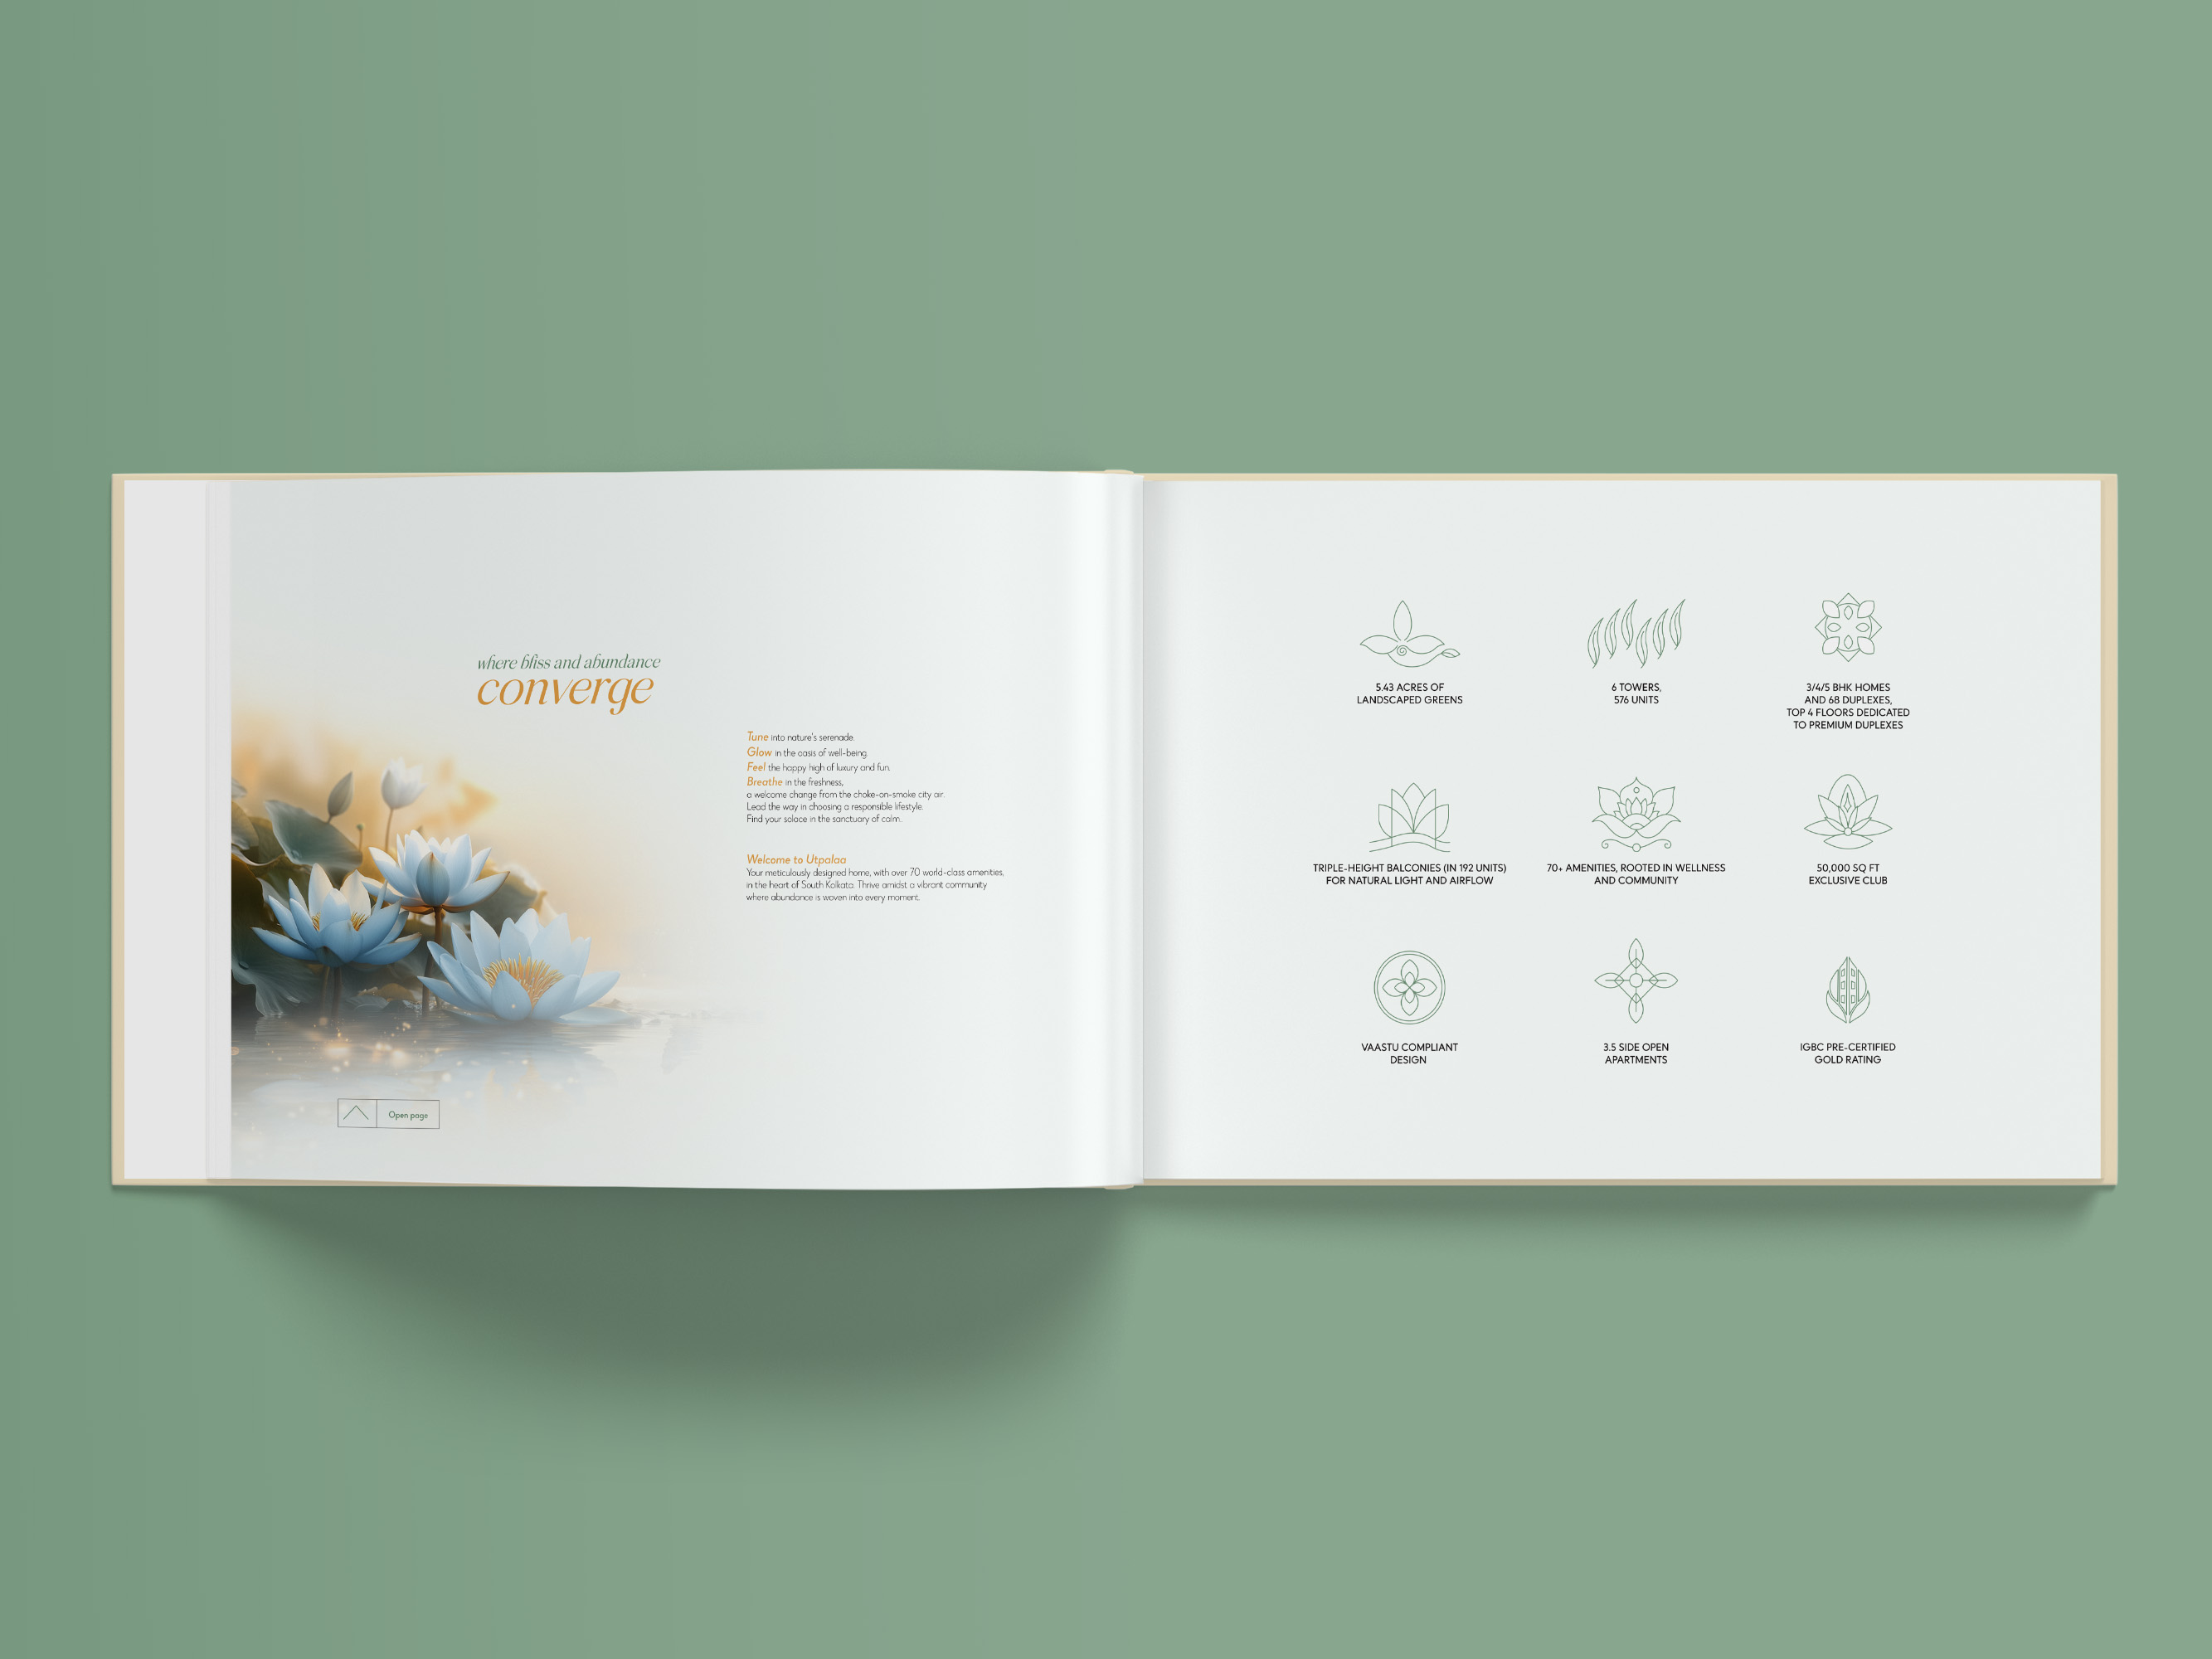 where bliss and abundance
converge
Tune into nature's serenade.
Glow in the oasis of well-being.
Feel the happy high of luxury and fun.
Breathe in the freshness,
a welcome change from the choke-on-smoke city air.
Lead the way in choosing a responsible lifestyle.
Find your solace in the sanctuary of calm.
Welcome to Utpalaa
Your meticulously designed home, with over 70 world-class amenities,
in the heart of South Kolkata. Thrive amidst a vibrant community
where abundance is woven into every moment.
Open page
5.43 ACRES OF
LANDSCAPED GREENS
6 TOWERS,
576 UNITS
3/4/5 BHK HOMES
AND 68 DUPLEXES,
TOP 4 FLOORS DEDICATED
TO PREMIUM DUPLEXES
TRIPLE-HEIGHT BALCONIES (IN 192 UNITS)
FOR NATURAL LIGHT AND AIRFLOW
70+ AMENITIES, ROOTED IN WELLNESS
AND COMMUNITY
50,000 SQ FT
EXCLUSIVE CLUB
VAASTU COMPLIANT
DESIGN
3.5 SIDE OPEN
APARTMENTS
IGBC PRE-CERTIFIED
GOLD RATING